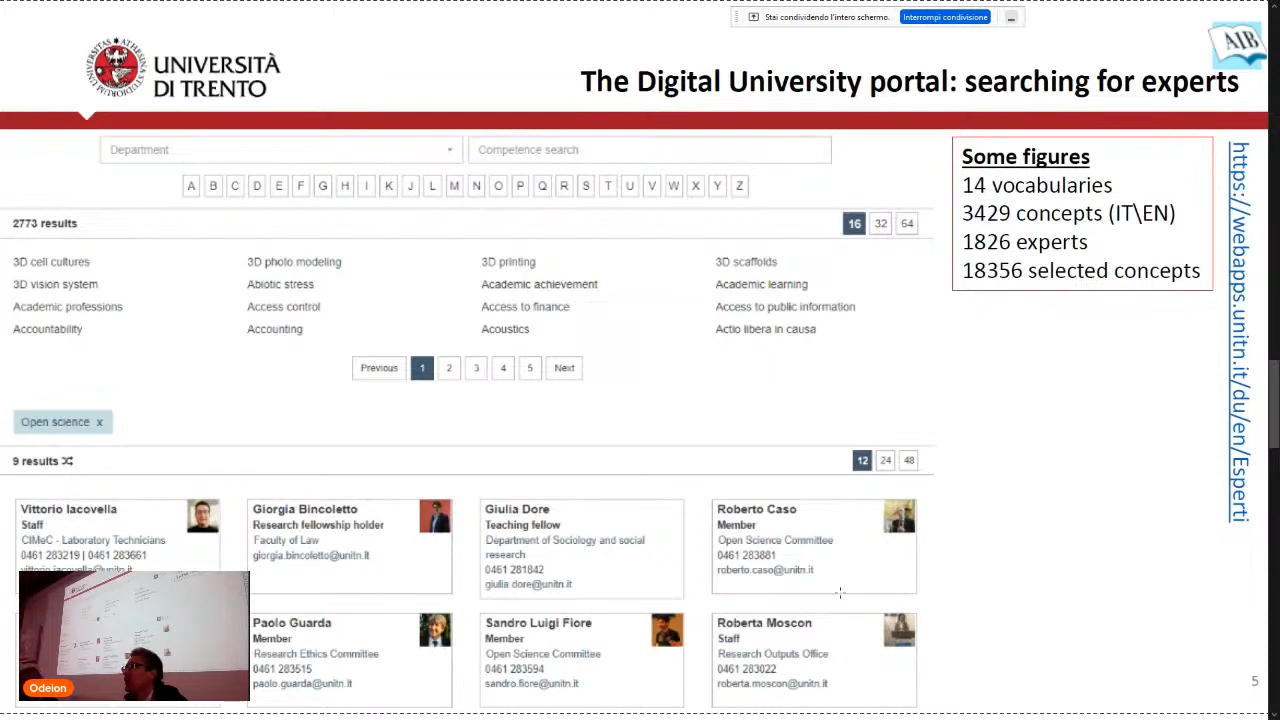 Stai condividendo l'intero schermo.
Interrompi condivisione
UNIVERSITÀ
DI TRENTO
AIB
The Digital University portal: searching for experts
Department
Competence search
A B C D E F G H I K J L M N O P Q R S T U V W X Y Z
2773 results
16 32 64
3D cell cultures
3D photo modeling
3D printing
3D scaffolds
3D vision system
Abiotic stress
Academic achievement
Academic learning
Academic professions
Access control
Access to finance
Access to public information
Accountability
Accounting
Acoustics
Actio libera in causa
Previous 1 2 3 4 5 Next
Some figures
14 vocabularies
3429 concepts (IT\EN)
1826 experts
18356 selected concepts
https://webapps.unitn.it/du/en/Esperti
Open science x
9 results
12 24 48
Vittorio Iacovella
Staff
CIMeC - Laboratory Technicians
0461 283219 | 0461 283661
vittorio.iacovella@unitn.it
Giorgia Bincoletto
Research fellowship holder
Faculty of Law
giorgia.bincoletto@unitn.it
Giulia Dore
Teaching fellow
Department of Sociology and social
research
0461 281842
giulia.dore@unitn.it
Roberto Caso
Member
Open Science Committee
0461 283881
roberto.caso@unitn.it
Paolo Guarda
Member
Research Ethics Committee
0461 283515
paolo.guarda@unitn.it
Sandro Luigi Fiore
Member
Open Science Committee
0461 283594
sandro.fiore@unitn.it
Roberta Moscon
Staff
Research Outputs Office
0461 283022
roberta.moscon@unitn.it
Odeion
5